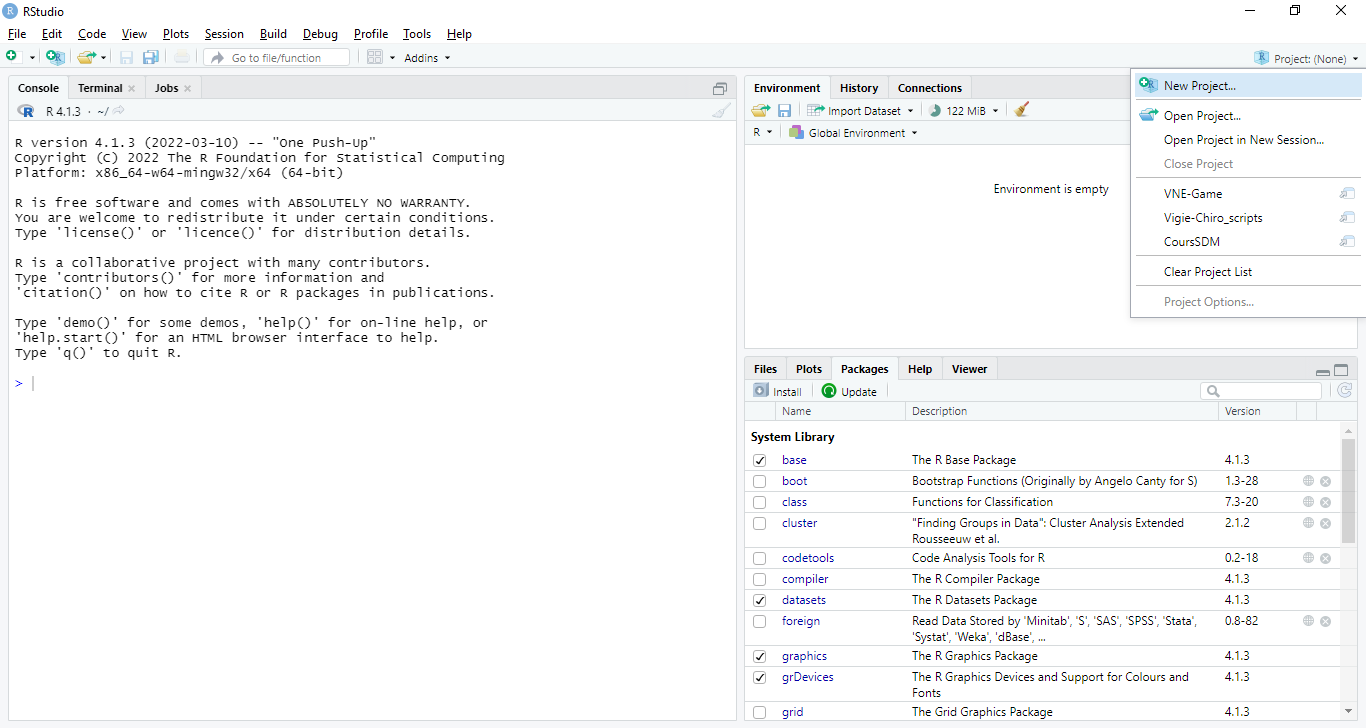 RStudio
File Edit Code View Plots Session Build Debug Profile Tools Help
Go to file/function Addins Project: (None)
Console Terminal Jobs
R 4.1.3 · ~/
R version 4.1.3 (2022-03-10) -- "One Push-Up"
Copyright (C) 2022 The R Foundation for Statistical Computing
Platform: x86_64-w64-mingw32/x64 (64-bit)
R is free software and comes with ABSOLUTELY NO WARRANTY.
You are welcome to redistribute it under certain conditions.
Type 'license()' or 'licence()' for distribution details.
R is a collaborative project with many contributors.
Type 'contributors()' for more information and
'citation()' on how to cite R or R packages in publications.
Type 'demo()' for some demos, 'help()' for on-line help, or
'help.start()' for an HTML browser interface to help.
Type 'q()' to quit R.
>
Environment History Connections
Import Dataset 122 MiB
R Global Environment
Environment is empty
New Project...
Open Project...
Open Project in New Session...
Close Project
VNE-Game
Vigie-Chiro_scripts
CoursSDM
Clear Project List
Project Options...
Files Plots Packages Help Viewer
Install Update
Name Description Version
System Library
base The R Base Package 4.1.3
boot Bootstrap Functions (Originally by Angelo Canty for S) 1.3-28
class Functions for Classification 7.3-20
cluster "Finding Groups in Data": Cluster Analysis Extended 2.1.2
Rousseeuw et al.
codetools Code Analysis Tools for R 0.2-18
compiler The R Compiler Package 4.1.3
datasets The R Datasets Package 4.1.3
foreign Read Data Stored by 'Minitab', 'S', 'SAS', 'SPSS', 'Stata', 0.8-82
'Systat', 'Weka', 'dBase', ...
graphics The R Graphics Package 4.1.3
grDevices The R Graphics Devices and Support for Colours and 4.1.3
Fonts
grid The Grid Graphics Package 4.1.3